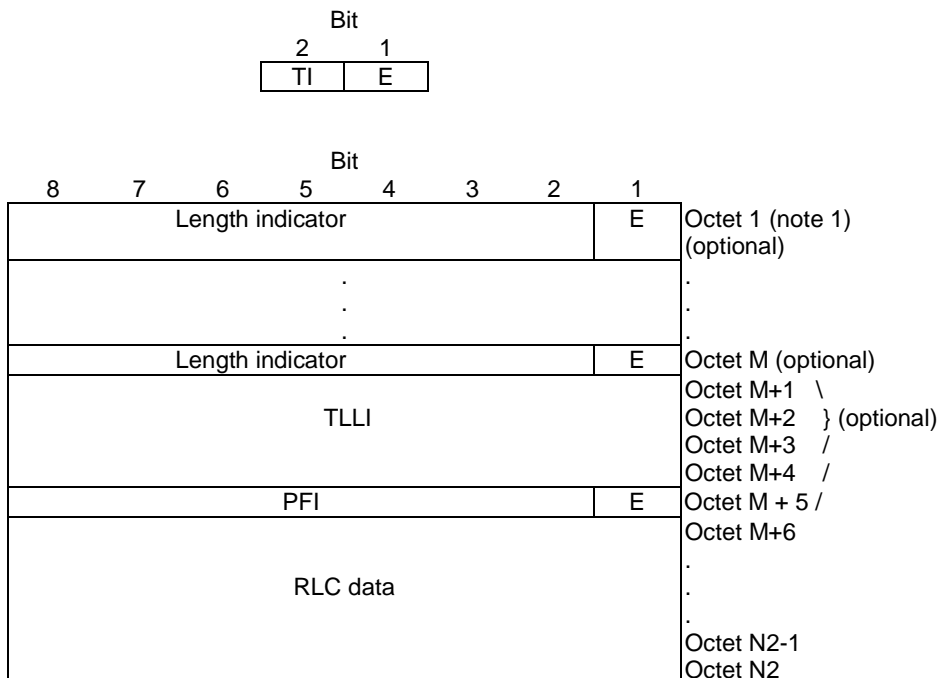 Bit
2 1
TI E
Bit
8 7 6 5 4 3 2 1
Length indicator E Octet 1 (note 1)
(optional)
. .
. .
. .
Length indicator E Octet M (optional)
Octet M+1 \
TLLI Octet M+2 } (optional)
Octet M+3 /
Octet M+4 /
PFI E Octet M + 5 /
Octet M+6
.
RLC data .
.
Octet N2-1
Octet N2